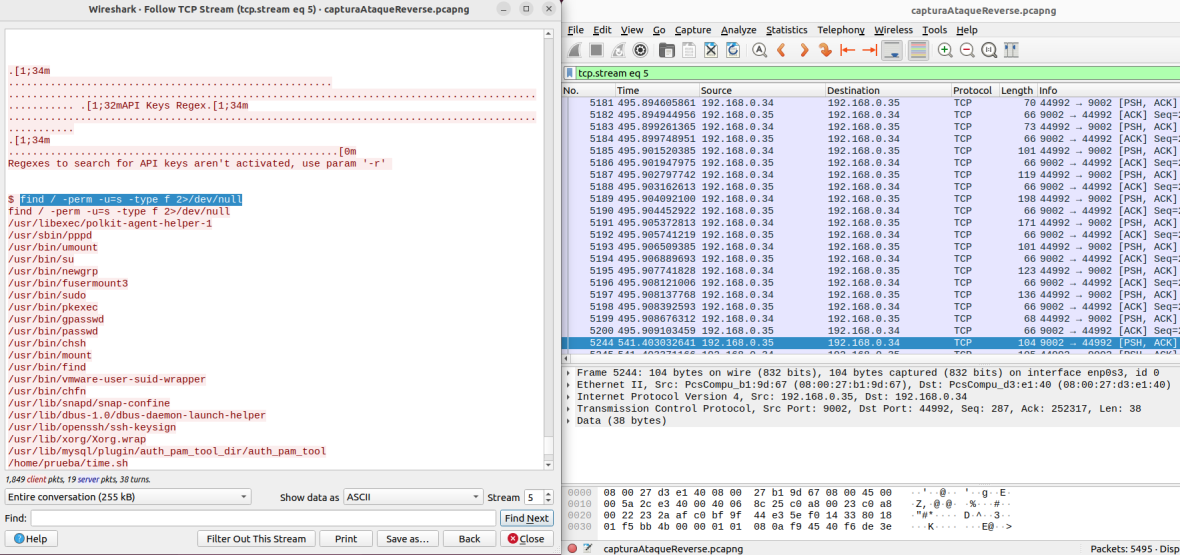 Wireshark · Follow TCP Stream (tcp.stream eq 5) · capturaAtaqueReverse.pcapng
.[1;34m
.[1;32mAPI Keys Regex.[1;34m
.[1;34m
[0m
Regexes to search for API keys aren't activated, use param '-r'
$ find / -perm -u=s -type f 2>/dev/null
find / -perm -u=s -type f 2>/dev/null
/usr/libexec/polkit-agent-helper-1
/usr/sbin/pppd
/usr/bin/umount
/usr/bin/su
/usr/bin/newgrp
/usr/bin/fusermount3
/usr/bin/sudo
/usr/bin/pkexec
/usr/bin/gpasswd
/usr/bin/passwd
/usr/bin/chsh
/usr/bin/mount
/usr/bin/find
/usr/bin/vmware-user-suid-wrapper
/usr/bin/chfn
/usr/lib/snapd/snap-confine
/usr/lib/dbus-1.0/dbus-daemon-launch-helper
/usr/lib/openssh/ssh-keysign
/usr/lib/xorg/Xorg.wrap
/usr/lib/mysql/plugin/auth_pam_tool_dir/auth_pam_tool
/home/prueba/time.sh
1,849 client pkts, 19 server pkts, 38 turns.
Entire conversation (255 kB) Show data as ASCII Stream 5
Find: Find Next
Help Filter Out This Stream Print Save as… Back Close
capturaAtaqueReverse.pcapng
File Edit View Go Capture Analyze Statistics Telephony Wireless Tools Help
tcp.stream eq 5
No. Time Source Destination Protocol Length Info
5181 495.894605861 192.168.0.34 192.168.0.35 TCP 70 44992 → 9002 [PSH, ACK]
5182 495.894944956 192.168.0.35 192.168.0.34 TCP 66 9002 → 44992 [ACK] Seq=2
5183 495.899261365 192.168.0.34 192.168.0.35 TCP 73 44992 → 9002 [PSH, ACK]
5184 495.899748951 192.168.0.35 192.168.0.34 TCP 66 9002 → 44992 [ACK] Seq=2
5185 495.901520385 192.168.0.34 192.168.0.35 TCP 101 44992 → 9002 [PSH, ACK]
5186 495.901947975 192.168.0.35 192.168.0.34 TCP 66 9002 → 44992 [ACK] Seq=2
5187 495.902797742 192.168.0.34 192.168.0.35 TCP 119 44992 → 9002 [PSH, ACK]
5188 495.903162613 192.168.0.35 192.168.0.34 TCP 66 9002 → 44992 [ACK] Seq=2
5189 495.904092100 192.168.0.34 192.168.0.35 TCP 198 44992 → 9002 [PSH, ACK]
5190 495.904452922 192.168.0.35 192.168.0.34 TCP 66 9002 → 44992 [ACK] Seq=2
5191 495.905372813 192.168.0.34 192.168.0.35 TCP 171 44992 → 9002 [PSH, ACK]
5192 495.905741219 192.168.0.35 192.168.0.34 TCP 66 9002 → 44992 [ACK] Seq=2
5193 495.906509385 192.168.0.34 192.168.0.35 TCP 101 44992 → 9002 [PSH, ACK]
5194 495.906889693 192.168.0.35 192.168.0.34 TCP 66 9002 → 44992 [ACK] Seq=2
5195 495.907741828 192.168.0.34 192.168.0.35 TCP 123 44992 → 9002 [PSH, ACK]
5196 495.908121006 192.168.0.35 192.168.0.34 TCP 66 9002 → 44992 [ACK] Seq=2
5197 495.908137768 192.168.0.34 192.168.0.35 TCP 136 44992 → 9002 [PSH, ACK]
5198 495.908392593 192.168.0.35 192.168.0.34 TCP 66 9002 → 44992 [ACK] Seq=2
5199 495.908676312 192.168.0.34 192.168.0.35 TCP 68 44992 → 9002 [PSH, ACK]
5200 495.909103459 192.168.0.35 192.168.0.34 TCP 66 9002 → 44992 [ACK] Seq=2
5244 541.403032641 192.168.0.35 192.168.0.34 TCP 104 9002 → 44992 [PSH, ACK]
Frame 5244: 104 bytes on wire (832 bits), 104 bytes captured (832 bits) on interface enp0s3, id 0
Ethernet II, Src: PcsCompu_b1:9d:67 (08:00:27:b1:9d:67), Dst: PcsCompu_d3:e1:40 (08:00:27:d3:e1:40)
Internet Protocol Version 4, Src: 192.168.0.35, Dst: 192.168.0.34
Transmission Control Protocol, Src Port: 9002, Dst Port: 44992, Seq: 287, Ack: 252317, Len: 38
Data (38 bytes)
0000 08 00 27 d3 e1 40 08 00 27 b1 9d 67 08 00 45 00 ··'··@·· '··g··E·
0010 00 5a 2c e3 40 00 40 06 8c 25 c0 a8 00 23 c0 a8 ·Z,·@·@· ·%···#··
0020 00 22 23 2a af c0 bf 9f 44 e3 5e f0 14 33 80 18 ·"#*···· D·^··3··
0030 01 f5 bb 4b 00 00 01 01 08 0a f9 45 40 f6 de 3e ···K···· ···E@··>
capturaAtaqueReverse.pcapng Packets: 5495 · Disp